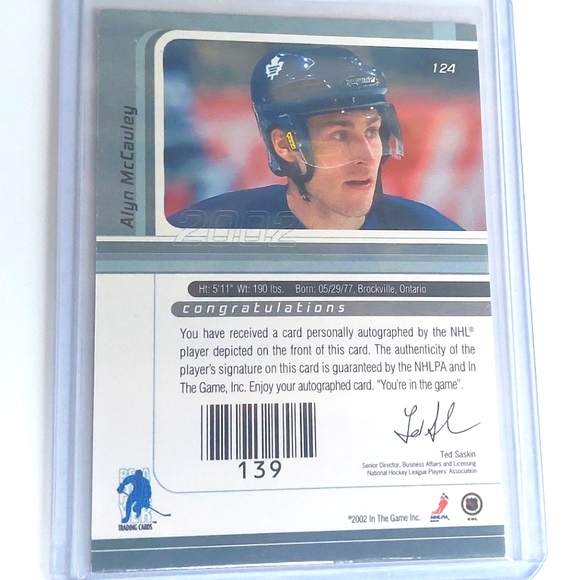 124
Alyn McCauley
2002
Ht: 5'11" Wt: 190 lbs. Born: 05/29/77, Brockville, Ontario
congratulations
You have received a card personally autographed by the NHL®
player depicted on the front of this card. The authenticity of the
player's signature on this card is guaranteed by the NHLPA and In
The Game, Inc. Enjoy your autographed card. "You're in the game".
139
Ted Saskin
Senior Director, Business Affairs and Licensing
National Hockey League Players' Association
BE A
PLAYER
TRADING CARDS
©2002 In The Game Inc.
NHLPA
NHL